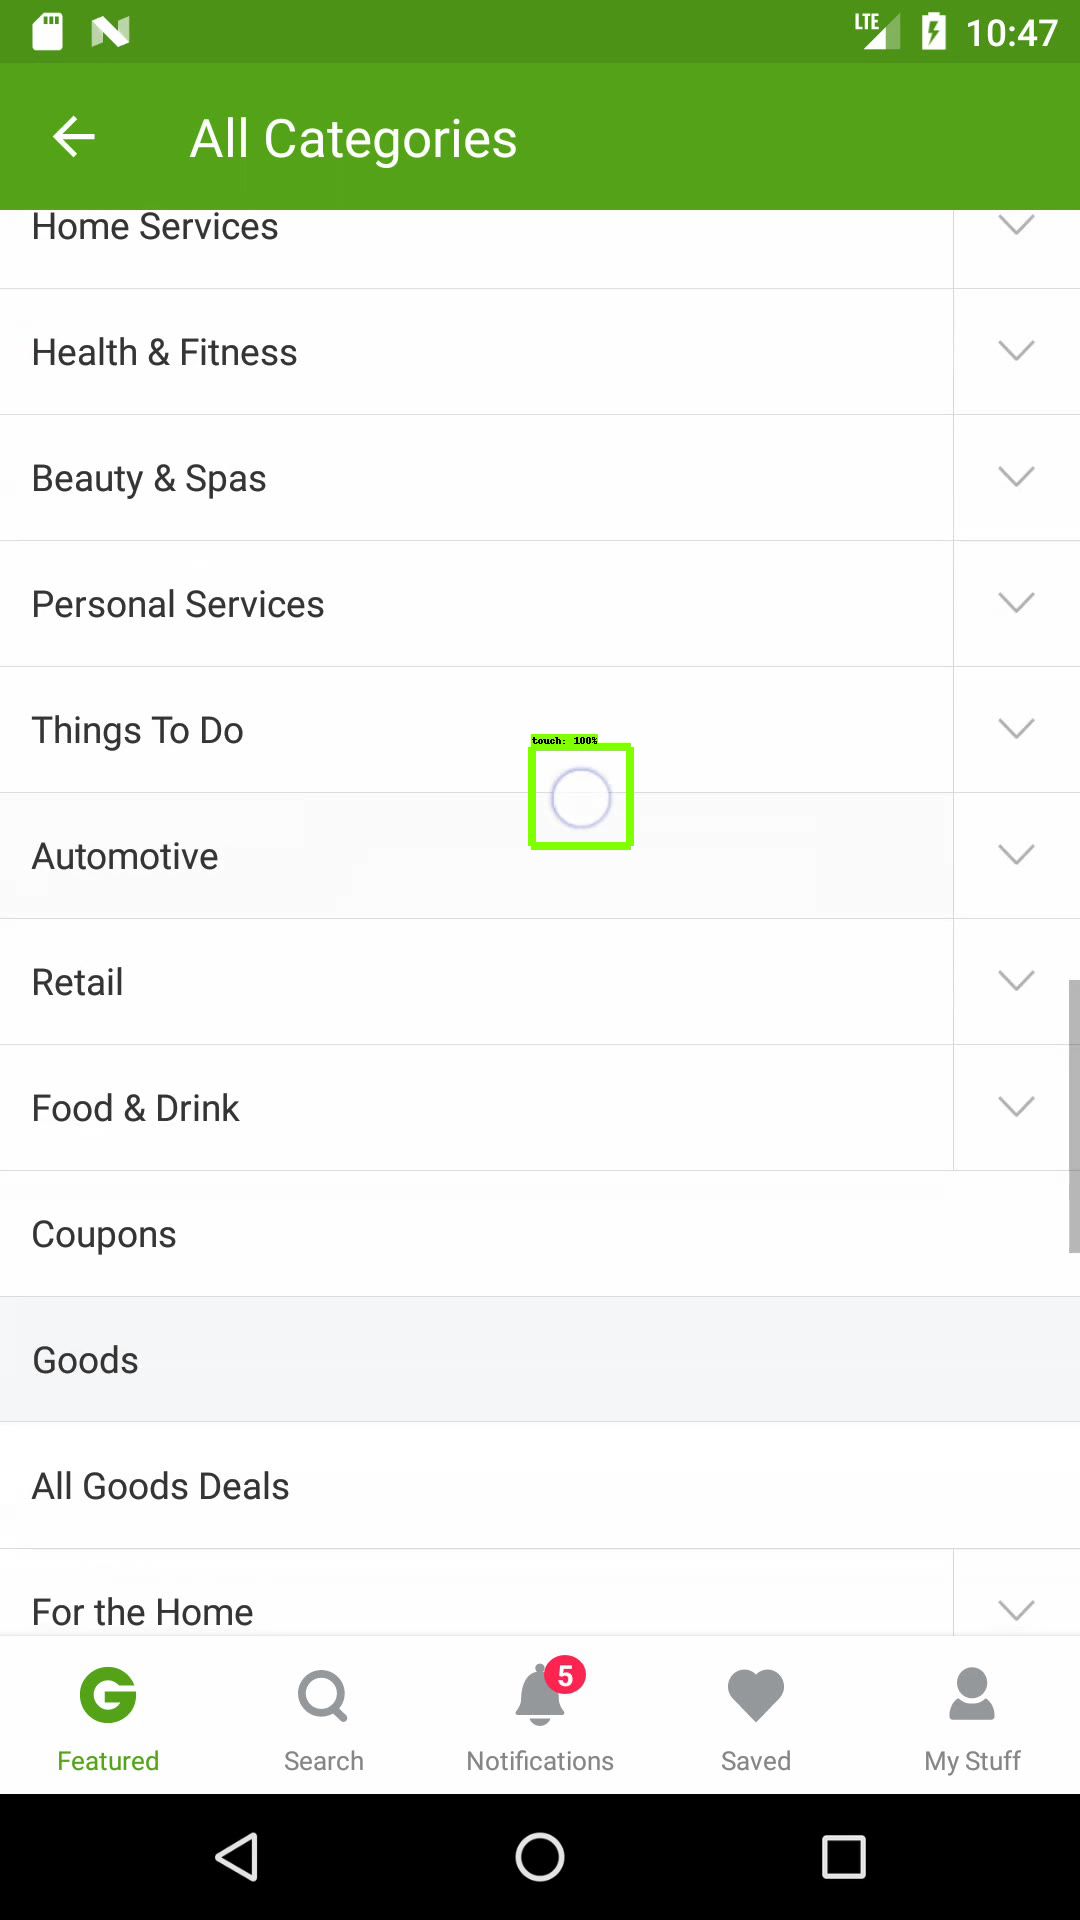 LTE 10:47
All Categories
Home Services
Health & Fitness
Beauty & Spas
Personal Services
Things To Do
touch: 100%
Automotive
Retail
Food & Drink
Coupons
Goods
All Goods Deals
For the Home
5
Featured Search Notifications Saved My Stuff